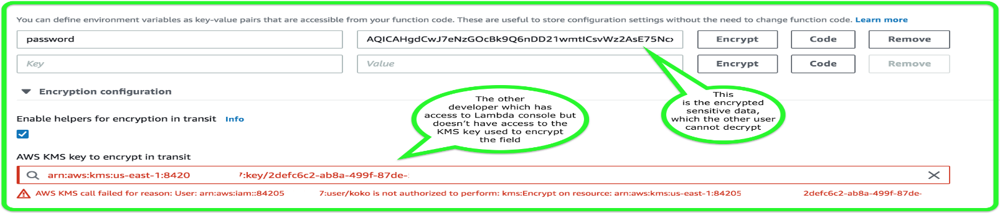 You can define environment variables as key-value pairs that are accessible from your function code. These are useful to store configuration settings without the need to change function code. Learn more
password AQICAHgdCwJ7eNzGOcBk9Q6nDD21wmtICsvWz2AsE75Ncx Encrypt Code Remove
Key Value Encrypt Code Remove
Encryption configuration
This
is the encrypted
sensitive data,
which the other user
cannot decrypt
The other
developer which has
access to Lambda console but
doesn't have access to the
KMS key used to encrypt
the field
Enable helpers for encryption in transit Info
AWS KMS key to encrypt in transit
arn:aws:kms:us-east-1:8420 7:key/2defc6c2-ab8a-499f-87de-
AWS KMS call failed for reason: User: arn:aws:iam::84205 7:user/koko is not authorized to perform: kms:Encrypt on resource: arn:aws:kms:us-east-1:84205 2defc6c2-ab8a-499f-87de-